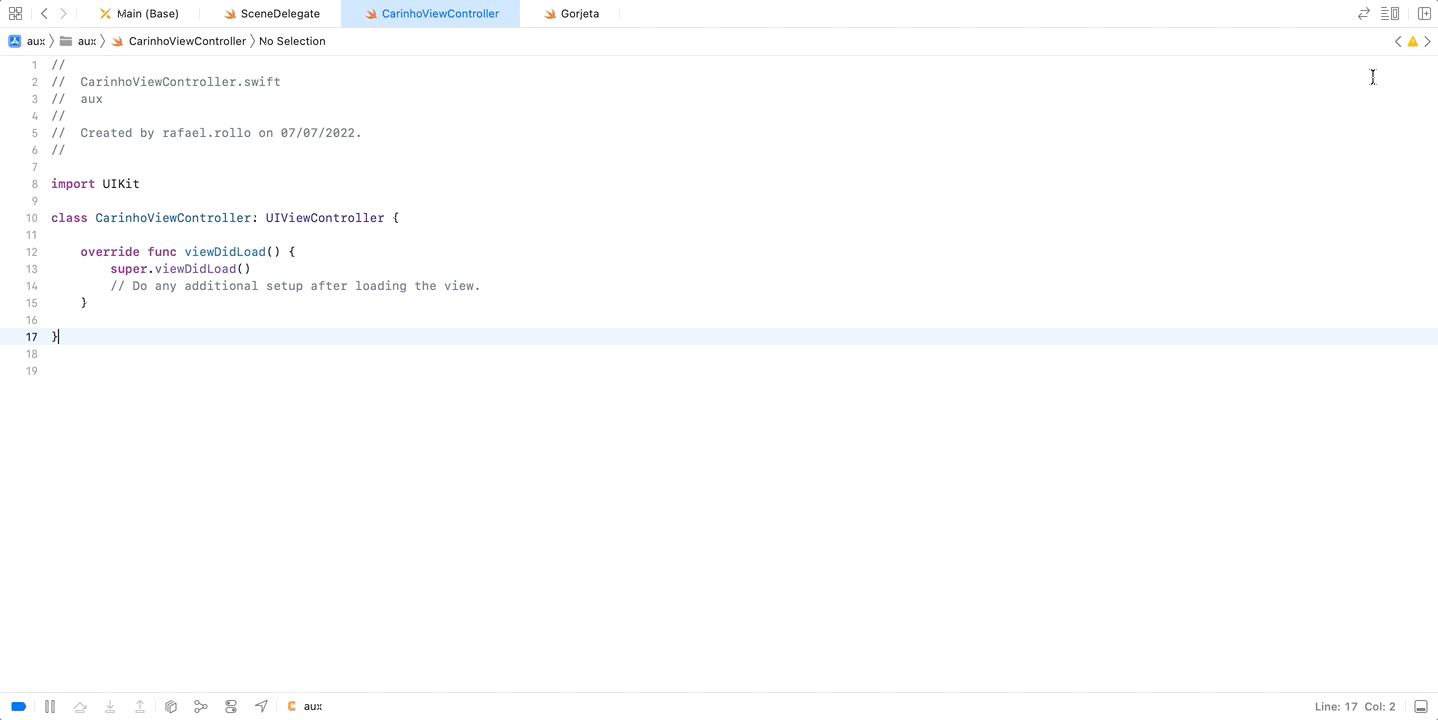 Main (Base) SceneDelegate CarinhoViewController Gorjeta
aux aux CarinhoViewController No Selection
1 //
2 //  CarinhoViewController.swift
3 //  aux
4 //
5 //  Created by rafael.rollo on 07/07/2022.
6 //
7
8 import UIKit
9
10 class CarinhoViewController: UIViewController {
11
12     override func viewDidLoad() {
13         super.viewDidLoad()
14         // Do any additional setup after loading the view.
15     }
16
17 }
18
19
aux Line: 17 Col: 2